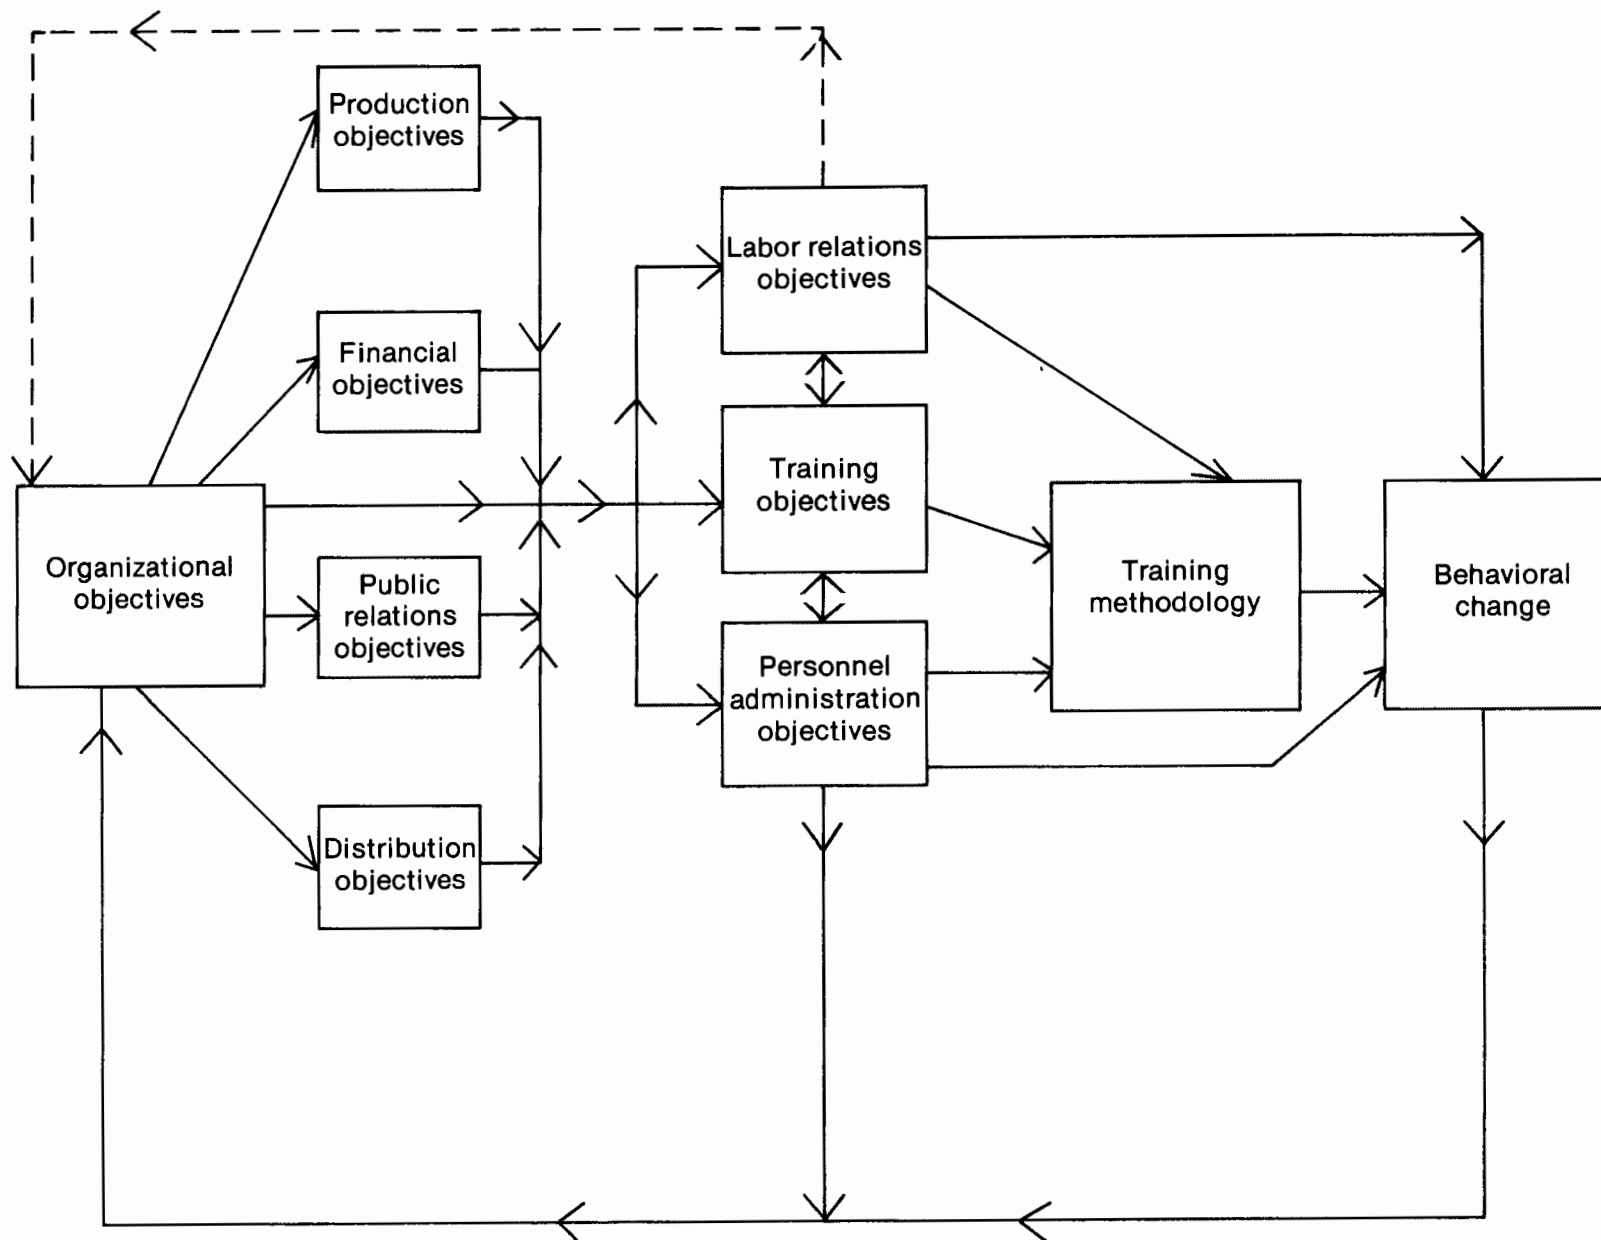 Production
objectives
Financial
objectives
Organizational
objectives
Public
relations
objectives
Distribution
objectives
Labor relations
objectives
Training
objectives
Personnel
administration
objectives
Training
methodology
Behavioral
change